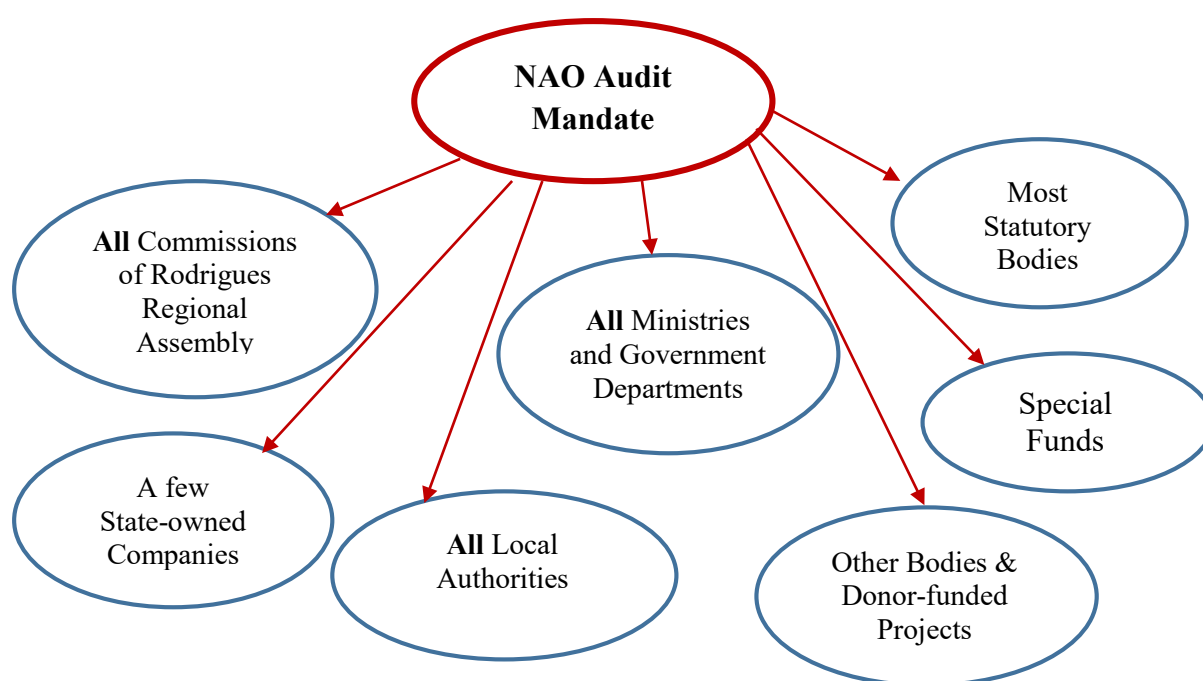 NAO Audit
Mandate
Most
Statutory
Bodies
All Commissions
of Rodrigues
Regional
Assembly
All Ministries
and Government
Departments
Special
Funds
A few
State-owned
Companies
All Local
Authorities
Other Bodies &
Donor-funded
Projects